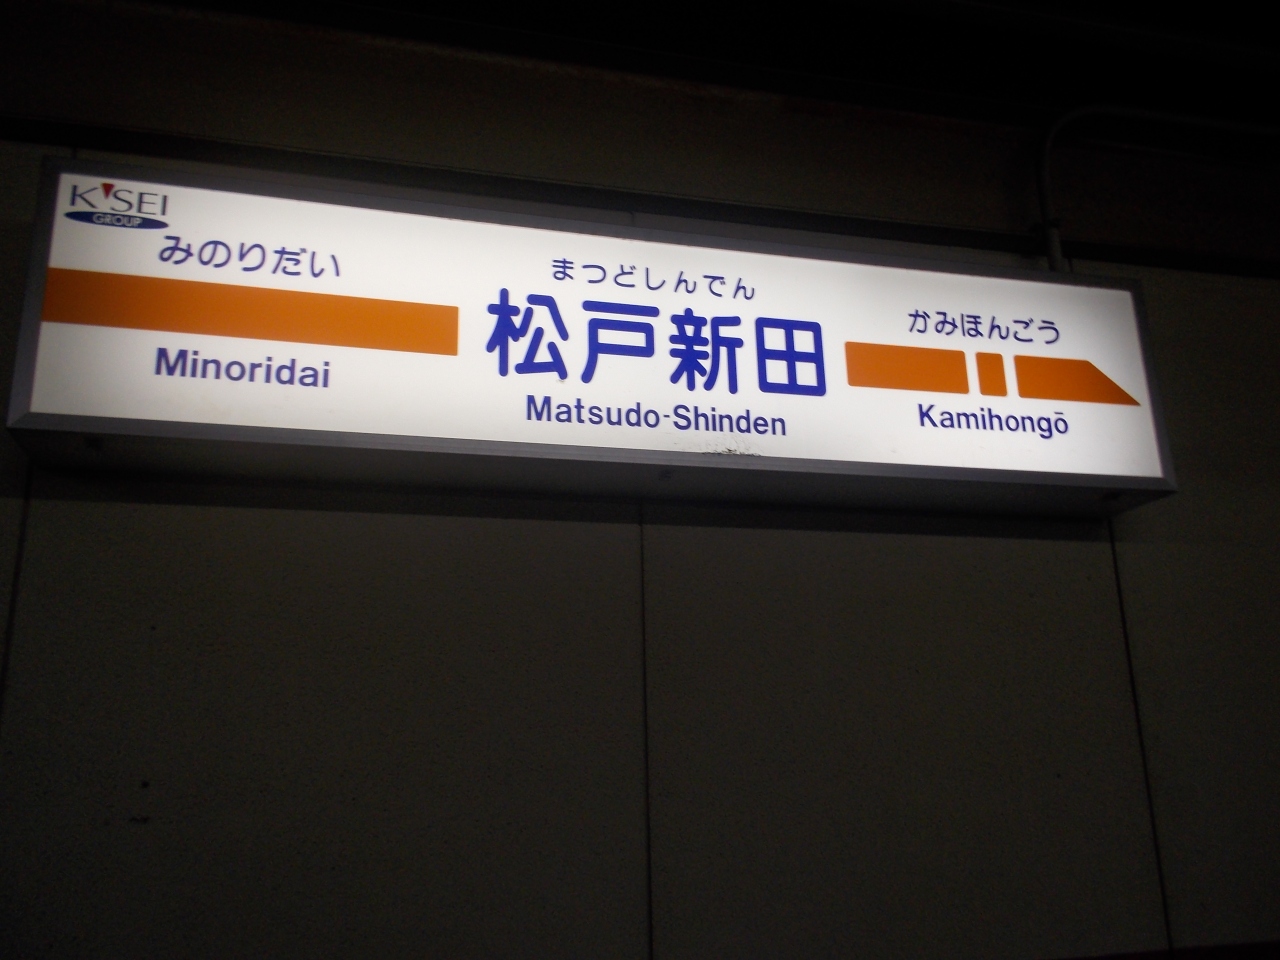 K'SEI
GROUP
みのりだい
Minoridai
まつどしんでん
松戸新田
Matsudo-Shinden
かみほんごう
Kamihongō